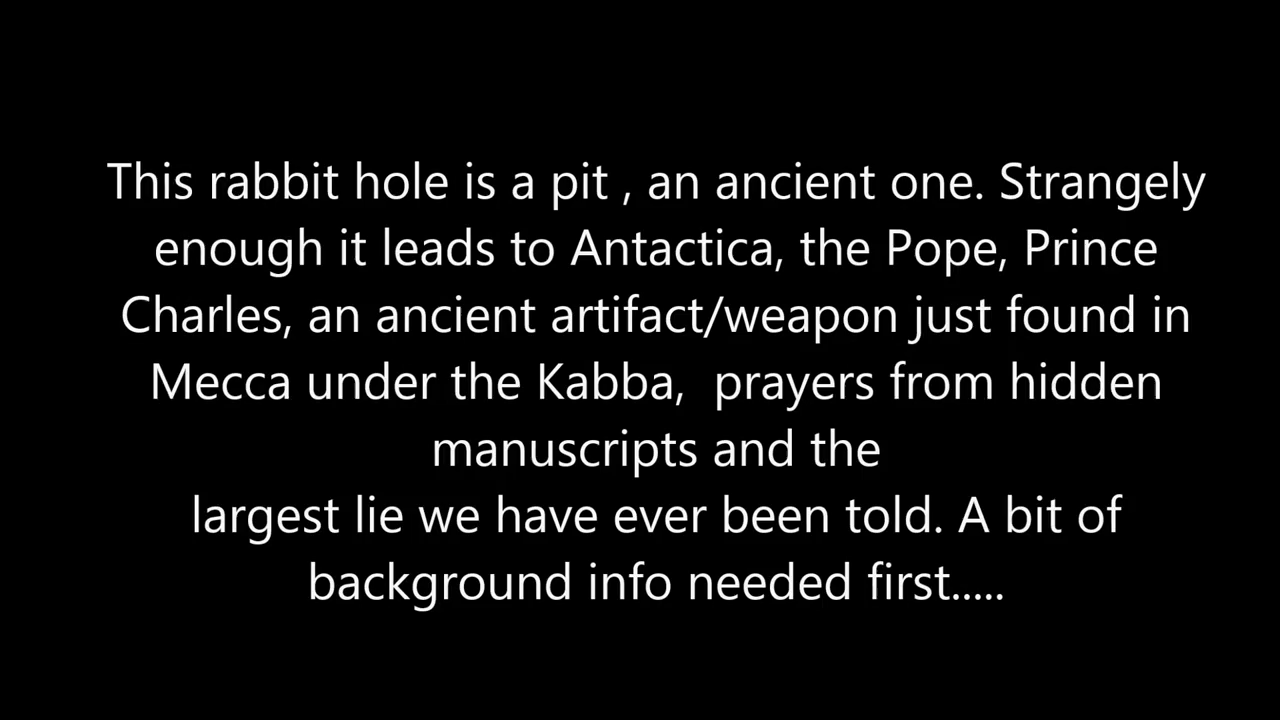 This rabbit hole is a pit , an ancient one. Strangely
enough it leads to Antactica, the Pope, Prince
Charles, an ancient artifact/weapon just found in
Mecca under the Kabba,  prayers from hidden
manuscripts and the
largest lie we have ever been told. A bit of
background info needed first.....